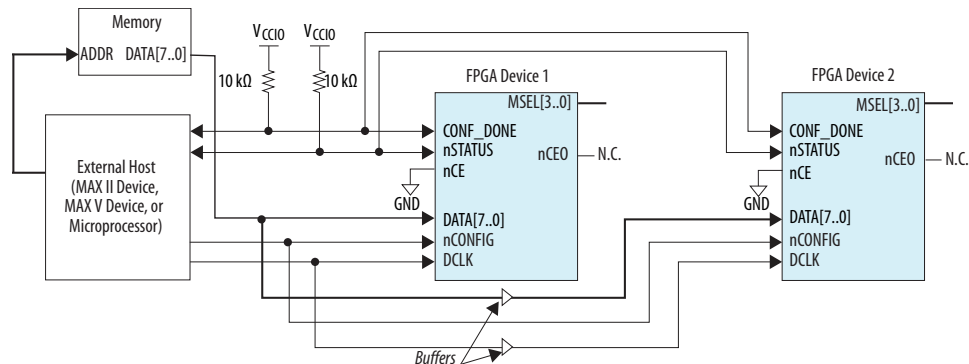 Memory
ADDR DATA[7..0]
VCCIO VCCIO
10 kΩ 10 kΩ
External Host
(MAX II Device,
MAX V Device, or
Microprocessor)
FPGA Device 1
MSEL[3..0]
CONF_DONE
nSTATUS
nCE
nCEO N.C.
GND
DATA[7..0]
nCONFIG
DCLK
FPGA Device 2
MSEL[3..0]
CONF_DONE
nSTATUS
nCE
nCEO N.C.
GND
DATA[7..0]
nCONFIG
DCLK
Buffers